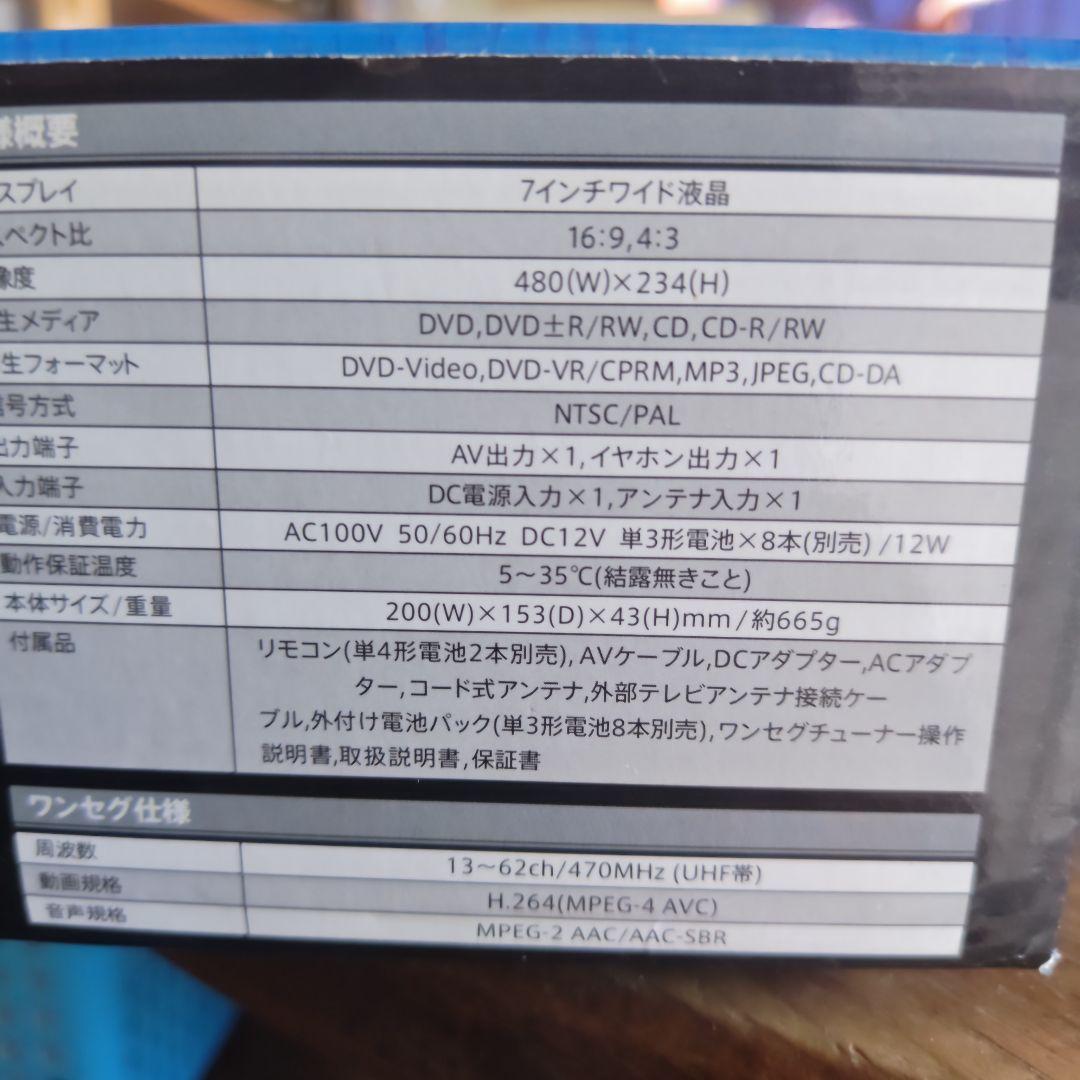 様概要
スプレイ 7インチワイド液晶
ペクト比 16:9,4:3
像度 480(W)×234(H)
生メディア DVD,DVD±R/RW,CD,CD-R/RW
生フォーマット DVD-Video,DVD-VR/CPRM,MP3,JPEG,CD-DA
信号方式 NTSC/PAL
出力端子 AV出力×1,イヤホン出力×1
入力端子 DC電源入力×1,アンテナ入力×1
電源/消費電力 AC100V 50/60Hz DC12V 単3形電池×8本(別売) /12W
動作保証温度 5~35℃(結露無きこと)
本体サイズ/重量 200(W)×153(D)×43(H)mm/約665g
付属品 リモコン(単4形電池2本別売),AVケーブル,DCアダプター,ACアダプ
ター,コード式アンテナ,外部テレビアンテナ接続ケー
ブル,外付け電池パック(単3形電池8本別売),ワンセグチューナー操作
説明書,取扱説明書,保証書
ワンセグ仕様
周波数 13~62ch/470MHz (UHF帯)
動画規格 H.264(MPEG-4 AVC)
音声規格 MPEG-2 AAC/AAC-SBR